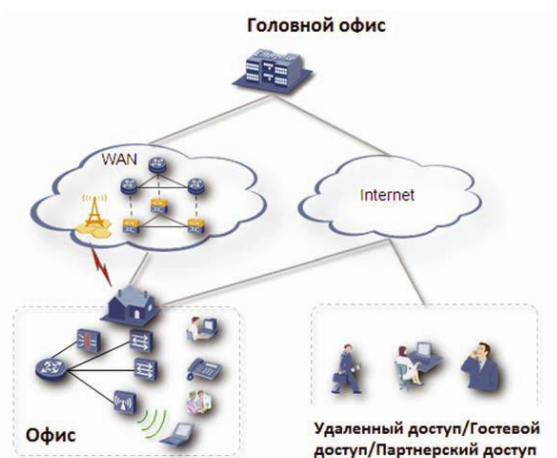 Головной офис
WAN
Internet
Офис
Удаленный доступ/Гостевой
доступ/Партнерский доступ